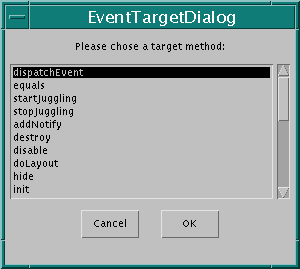 EventTargetDialog
Please chose a target method:
dispatchEvent
equals
startJuggling
stopJuggling
addNotify
destroy
disable
doLayout
hide
init
Cancel
OK